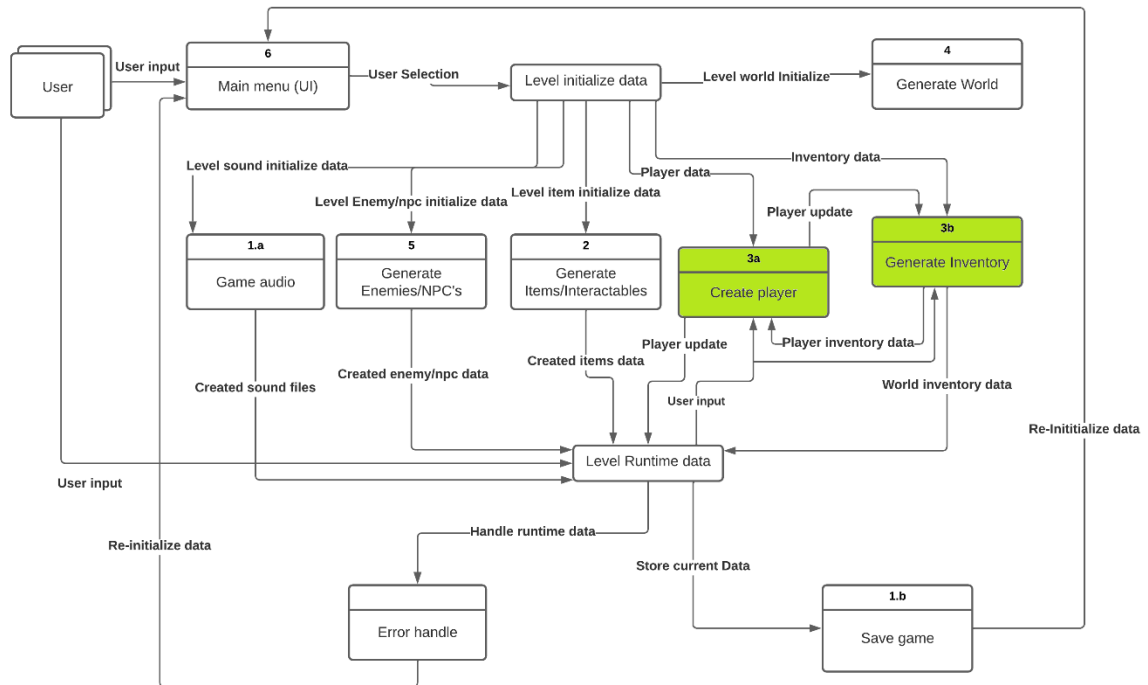 6
4
User
User input
Main menu (UI)
User Selection
Level initialize data
Level world Initialize
Generate World
Level sound initialize data
Player data
Inventory data
Level item initialize data
Level Enemy/npc initialize data
Player update
1.a
5
2
3a
3b
Game audio
Generate
Enemies/NPC's
Generate
Items/Interactables
Create player
Generate Inventory
Player update
Player inventory data
Created items data
Created enemy/npc data
Created sound files
World inventory data
User input
Re-Inititialize data
Level Runtime data
User input
Handle runtime data
Re-initialize data
Store current Data
1.b
Error handle
Save game